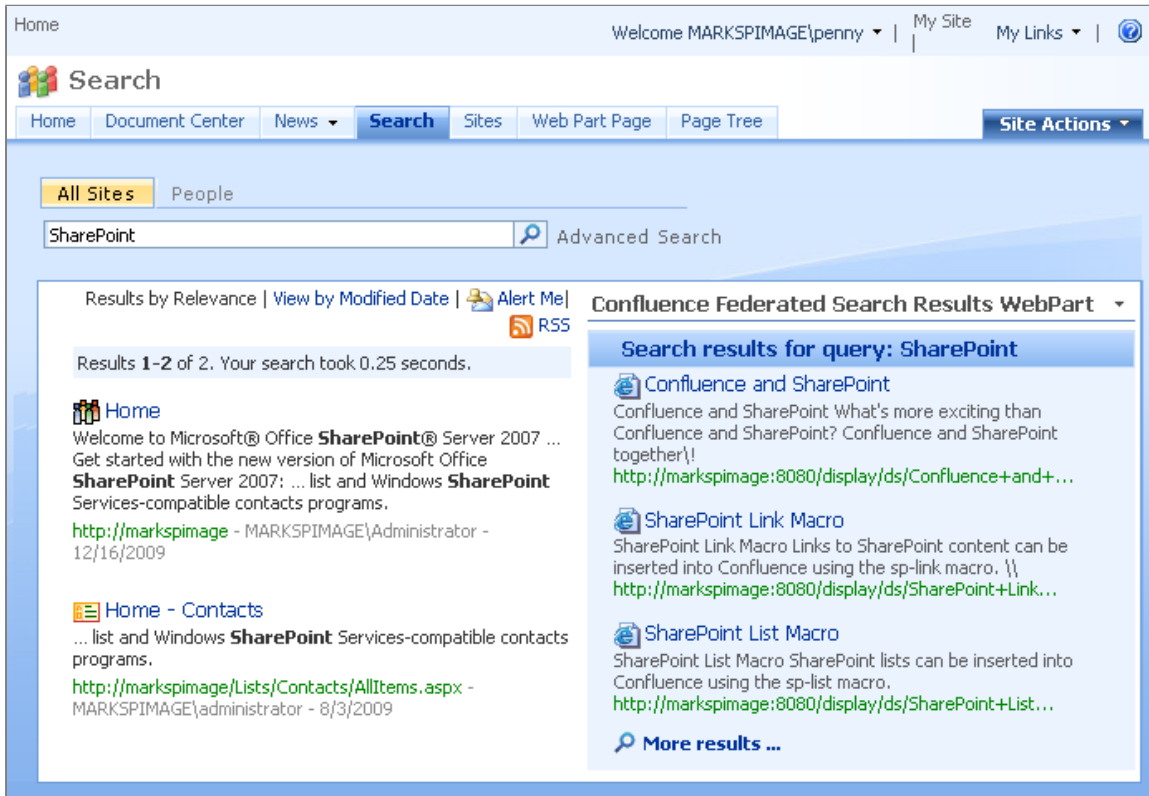 Home
Welcome MARKSPIMAGE\penny | My Site | My Links |
Search
Home Document Center News Search Sites Web Part Page Page Tree Site Actions
All Sites People
SharePoint Advanced Search
Results by Relevance | View by Modified Date | Alert Me|
RSS
Results 1-2 of 2. Your search took 0.25 seconds.
Home
Welcome to Microsoft® Office SharePoint® Server 2007 ...
Get started with the new version of Microsoft Office
SharePoint Server 2007: ... list and Windows SharePoint
Services-compatible contacts programs.
http://markspimage - MARKSPIMAGE\Administrator -
12/16/2009
Home - Contacts
... list and Windows SharePoint Services-compatible contacts
programs.
http://markspimage/Lists/Contacts/AllItems.aspx -
MARKSPIMAGE\administrator - 8/3/2009
Confluence Federated Search Results WebPart
Search results for query: SharePoint
Confluence and SharePoint
Confluence and SharePoint What's more exciting than
Confluence and SharePoint? Confluence and SharePoint
together\!
http://markspimage:8080/display/ds/Confluence+and+...
SharePoint Link Macro
SharePoint Link Macro Links to SharePoint content can be
inserted into Confluence using the sp-link macro. \\
http://markspimage:8080/display/ds/SharePoint+Link...
SharePoint List Macro
SharePoint List Macro SharePoint lists can be inserted into
Confluence using the sp-list macro.
http://markspimage:8080/display/ds/SharePoint+List...
More results ...